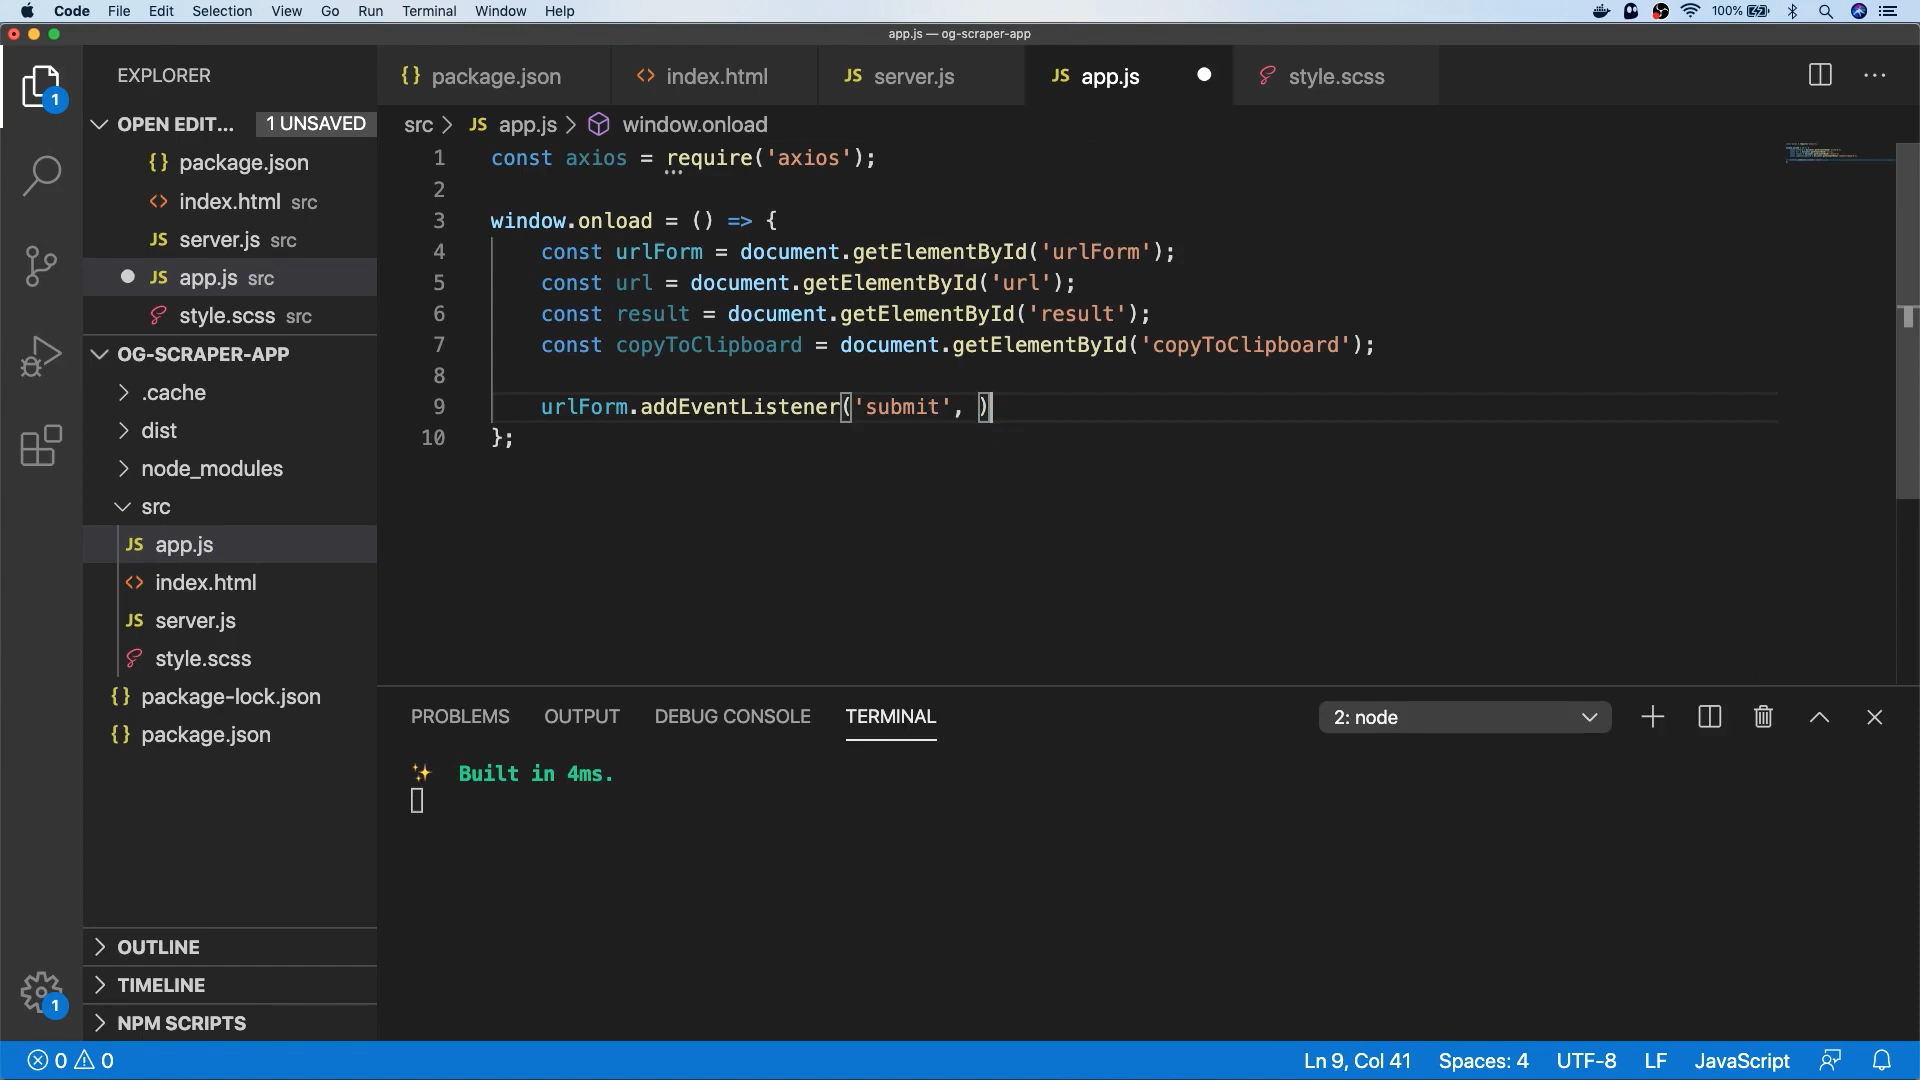 Code File Edit Selection View Go Run Terminal Window Help 100%
app.js — og-scraper-app
EXPLORER
1
OPEN EDIT... 1 UNSAVED
{} package.json
<> index.html src
JS server.js src
JS app.js src
style.scss src
OG-SCRAPER-APP
.cache
dist
node_modules
src
JS app.js
<> index.html
JS server.js
style.scss
{} package-lock.json
{} package.json
OUTLINE
TIMELINE
NPM SCRIPTS
1
{} package.json <> index.html JS server.js JS app.js style.scss ...
src > JS app.js > window.onload
1 const axios = require('axios');
2
3 window.onload = () => {
4 const urlForm = document.getElementById('urlForm');
5 const url = document.getElementById('url');
6 const result = document.getElementById('result');
7 const copyToClipboard = document.getElementById('copyToClipboard');
8
9 urlForm.addEventListener('submit', )
10 };
PROBLEMS OUTPUT DEBUG CONSOLE TERMINAL 2: node
✨ Built in 4ms.
0 0 Ln 9, Col 41 Spaces: 4 UTF-8 LF JavaScript